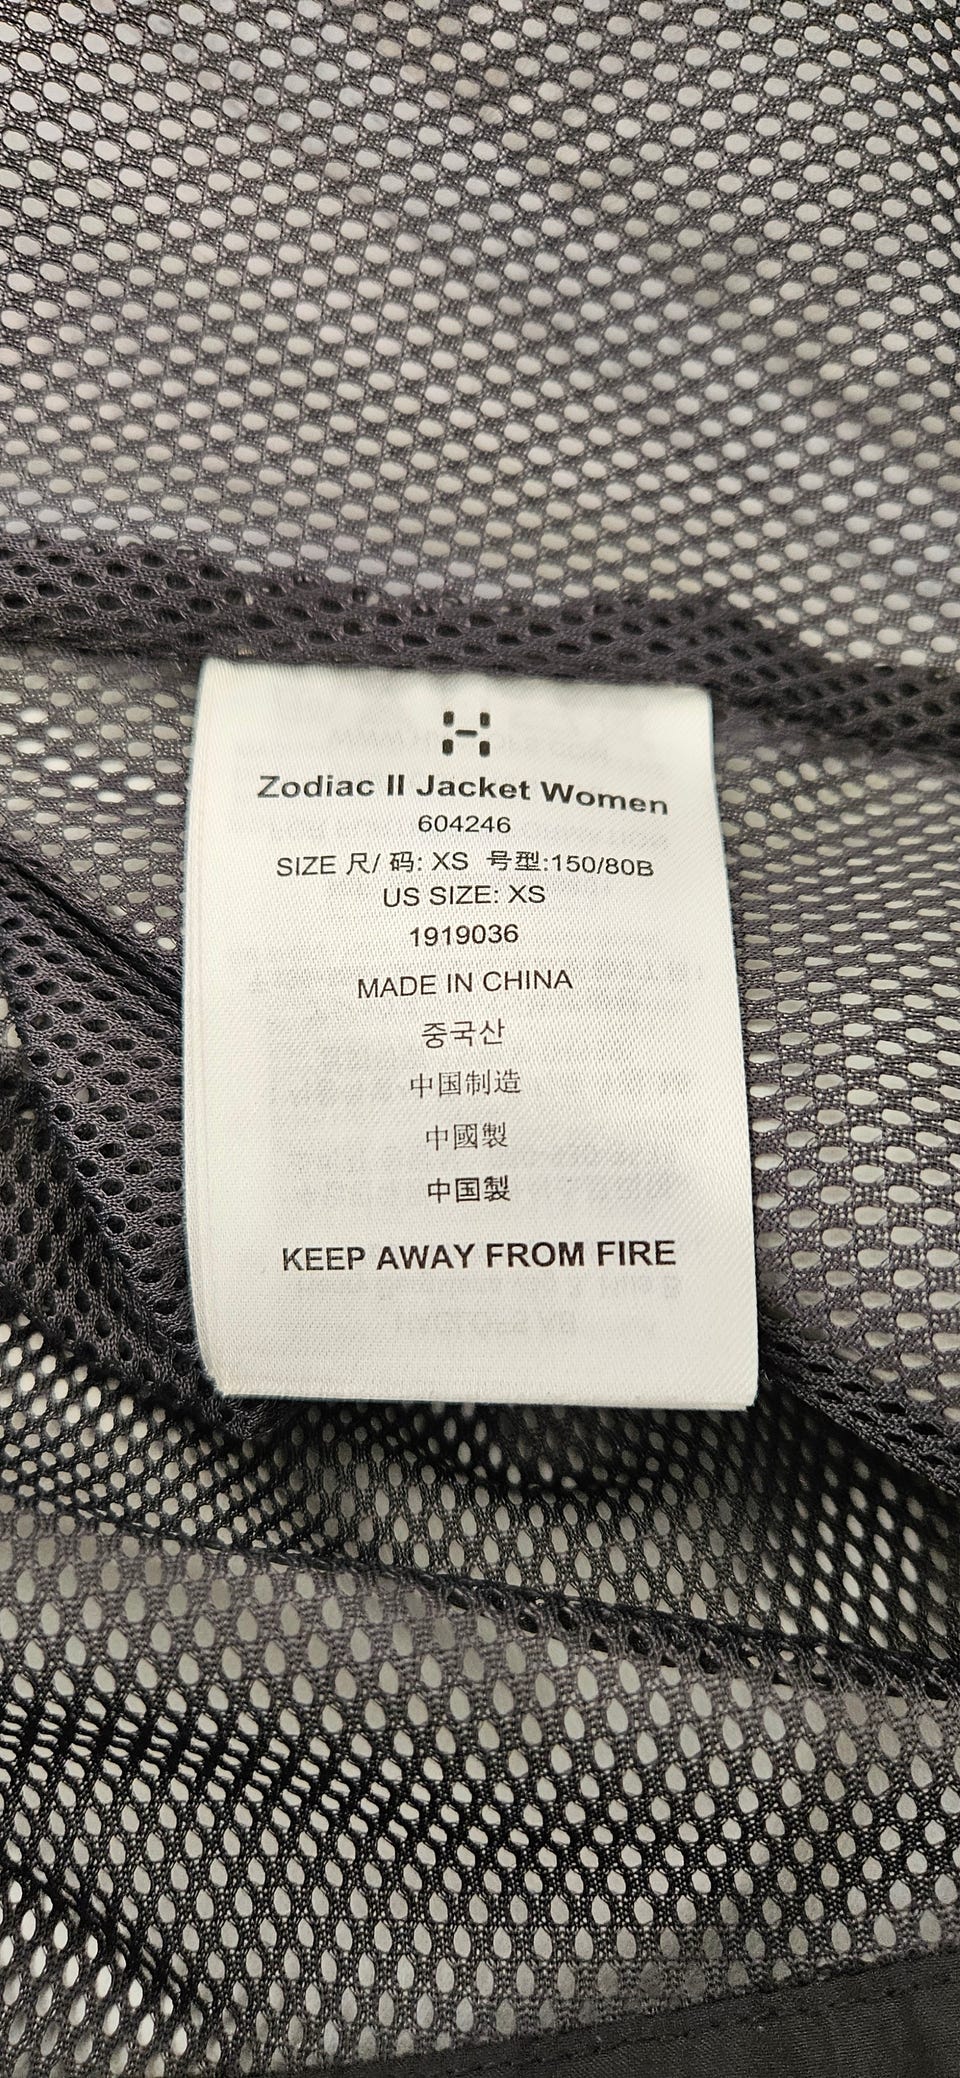 Zodiac II Jacket Women
604246
SIZE 尺/ 码: XS 号型:150/80B
US SIZE: XS
1919036
MADE IN CHINA
중국산
中国制造
中國製
中国製
KEEP AWAY FROM FIRE